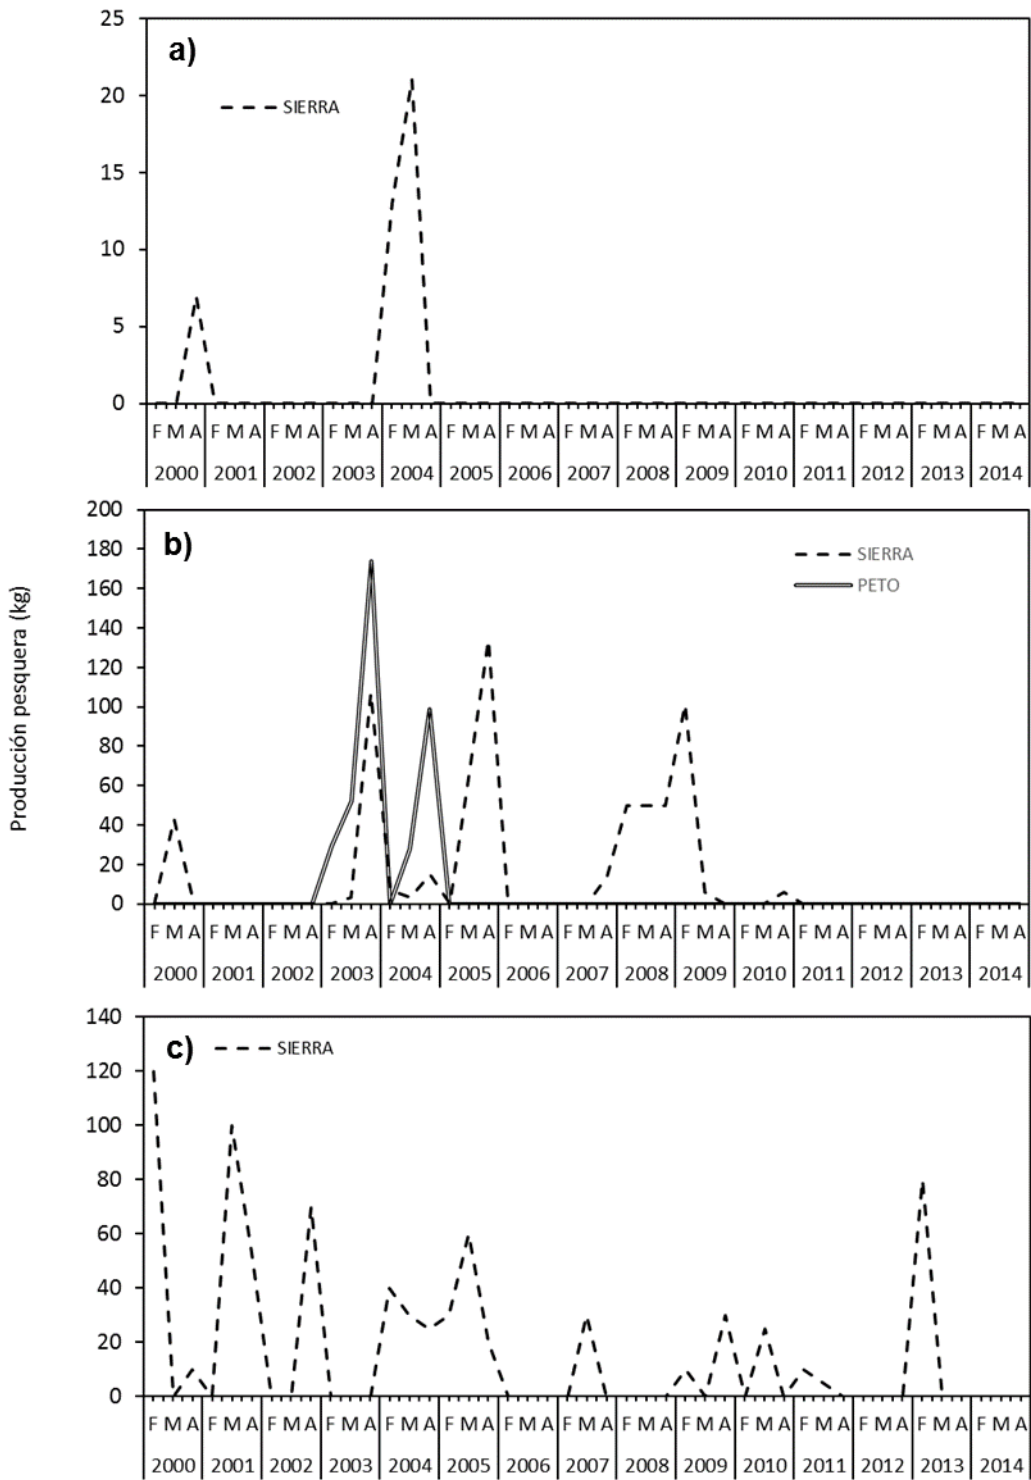 Producción pesquera (kg)
a)
SIERRA
25
20
15
10
5
0
F M A F M A F M A F M A F M A F M A F M A F M A F M A F M A F M A F M A F M A F M A F M A
2000 2001 2002 2003 2004 2005 2006 2007 2008 2009 2010 2011 2012 2013 2014
b)
SIERRA
PETO
200
180
160
140
120
100
80
60
40
20
0
F M A F M A F M A F M A F M A F M A F M A F M A F M A F M A F M A F M A F M A F M A F M A
2000 2001 2002 2003 2004 2005 2006 2007 2008 2009 2010 2011 2012 2013 2014
c)
SIERRA
140
120
100
80
60
40
20
0
F M A F M A F M A F M A F M A F M A F M A F M A F M A F M A F M A F M A F M A F M A F M A
2000 2001 2002 2003 2004 2005 2006 2007 2008 2009 2010 2011 2012 2013 2014